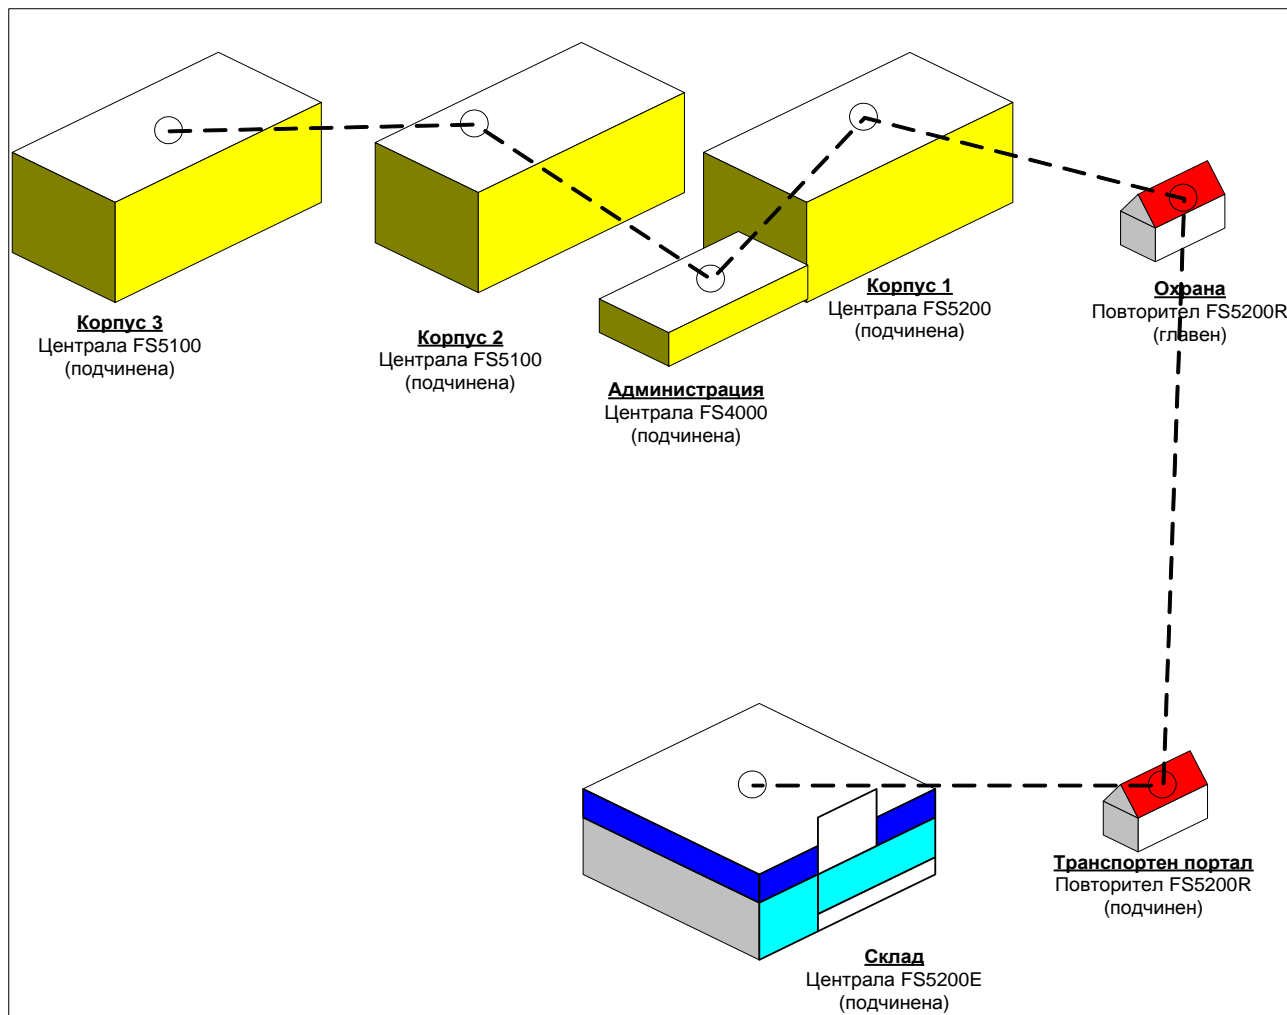 Корпус 3
Централа FS5100
(подчинена)
Корпус 2
Централа FS5100
(подчинена)
Администрация
Централа FS4000
(подчинена)
Корпус 1
Централа FS5200
(подчинена)
Охрана
Повторител FS5200R
(главен)
Склад
Централа FS5200E
(подчинена)
Транспортен портал
Повторител FS5200R
(подчинен)